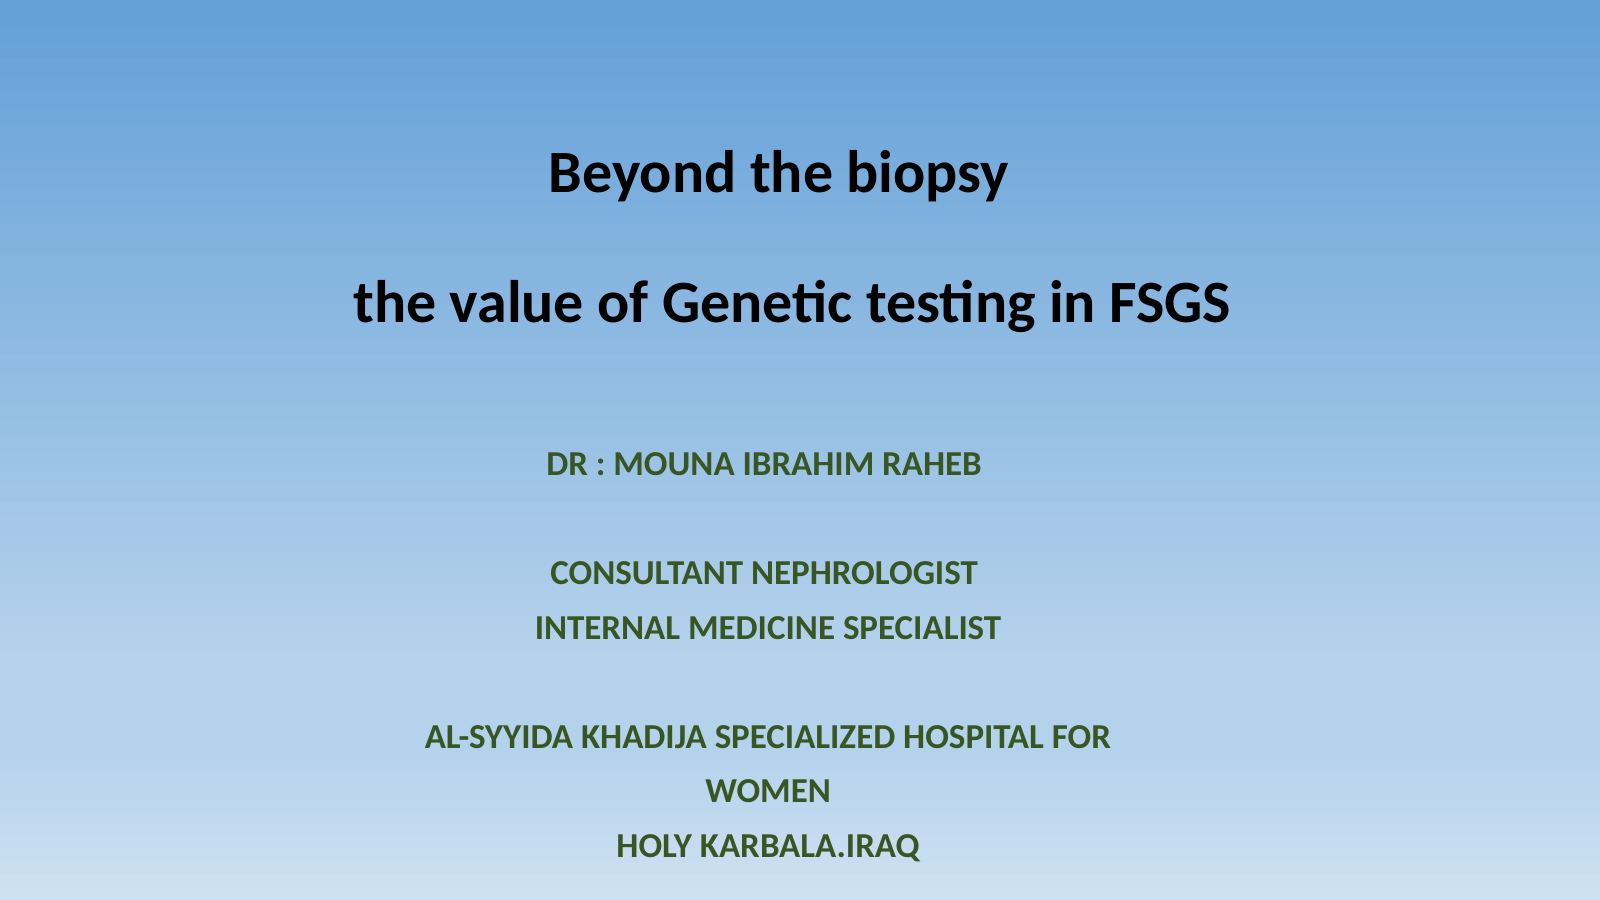 Beyond the biopsy
the value of Genetic testing in FSGS
DR : MOUNA IBRAHIM RAHEB
CONSULTANT NEPHROLOGIST
INTERNAL MEDICINE SPECIALIST
AL-SYYIDA KHADIJA SPECIALIZED HOSPITAL FOR
WOMEN
HOLY KARBALA.IRAQ